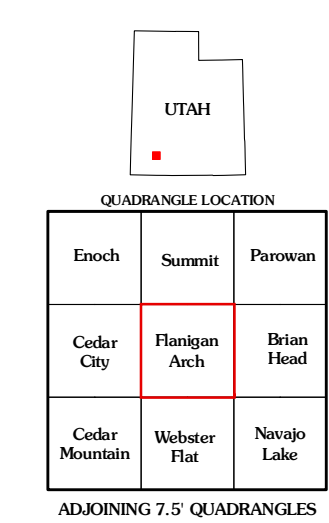 UTAH
QUADRANGLE LOCATION
Enoch
Summit
Parowan
Cedar
City
Flanigan
Arch
Brian
Head
Cedar
Mountain
Webster
Flat
Navajo
Lake
ADJOINING 7.5' QUADRANGLES